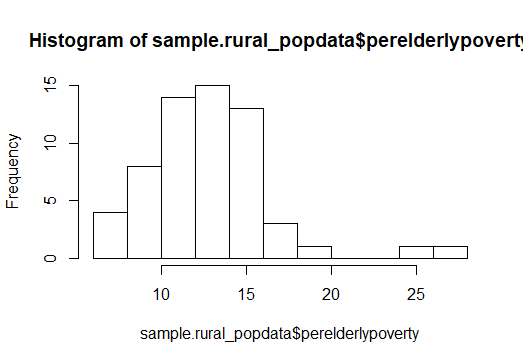 Histogram of sample.rural_popdata$perelderlypoverty
Frequency
15
10
5
0
10 15 20 25
sample.rural_popdata$perelderlypoverty